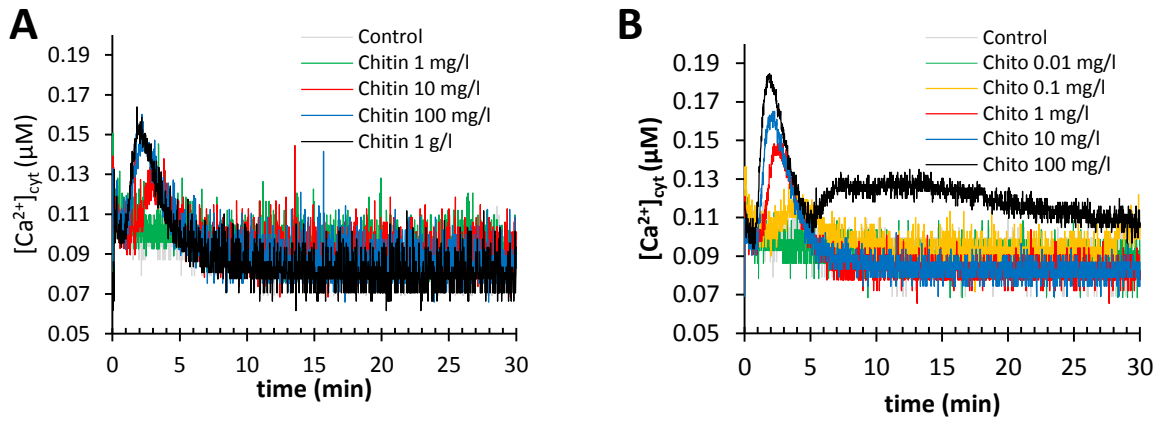 A
Control
Chitin 1 mg/l
Chitin 10 mg/l
Chitin 100 mg/l
Chitin 1 g/l
[Ca²⁺]cyt (µM)
0.19
0.17
0.15
0.13
0.11
0.09
0.07
0.05
0 5 10 15 20 25 30
time (min)
B
Control
Chito 0.01 mg/l
Chito 0.1 mg/l
Chito 1 mg/l
Chito 10 mg/l
Chito 100 mg/l
[Ca²⁺]cyt (µM)
0.19
0.17
0.15
0.13
0.11
0.09
0.07
0.05
0 5 10 15 20 25 30
time (min)